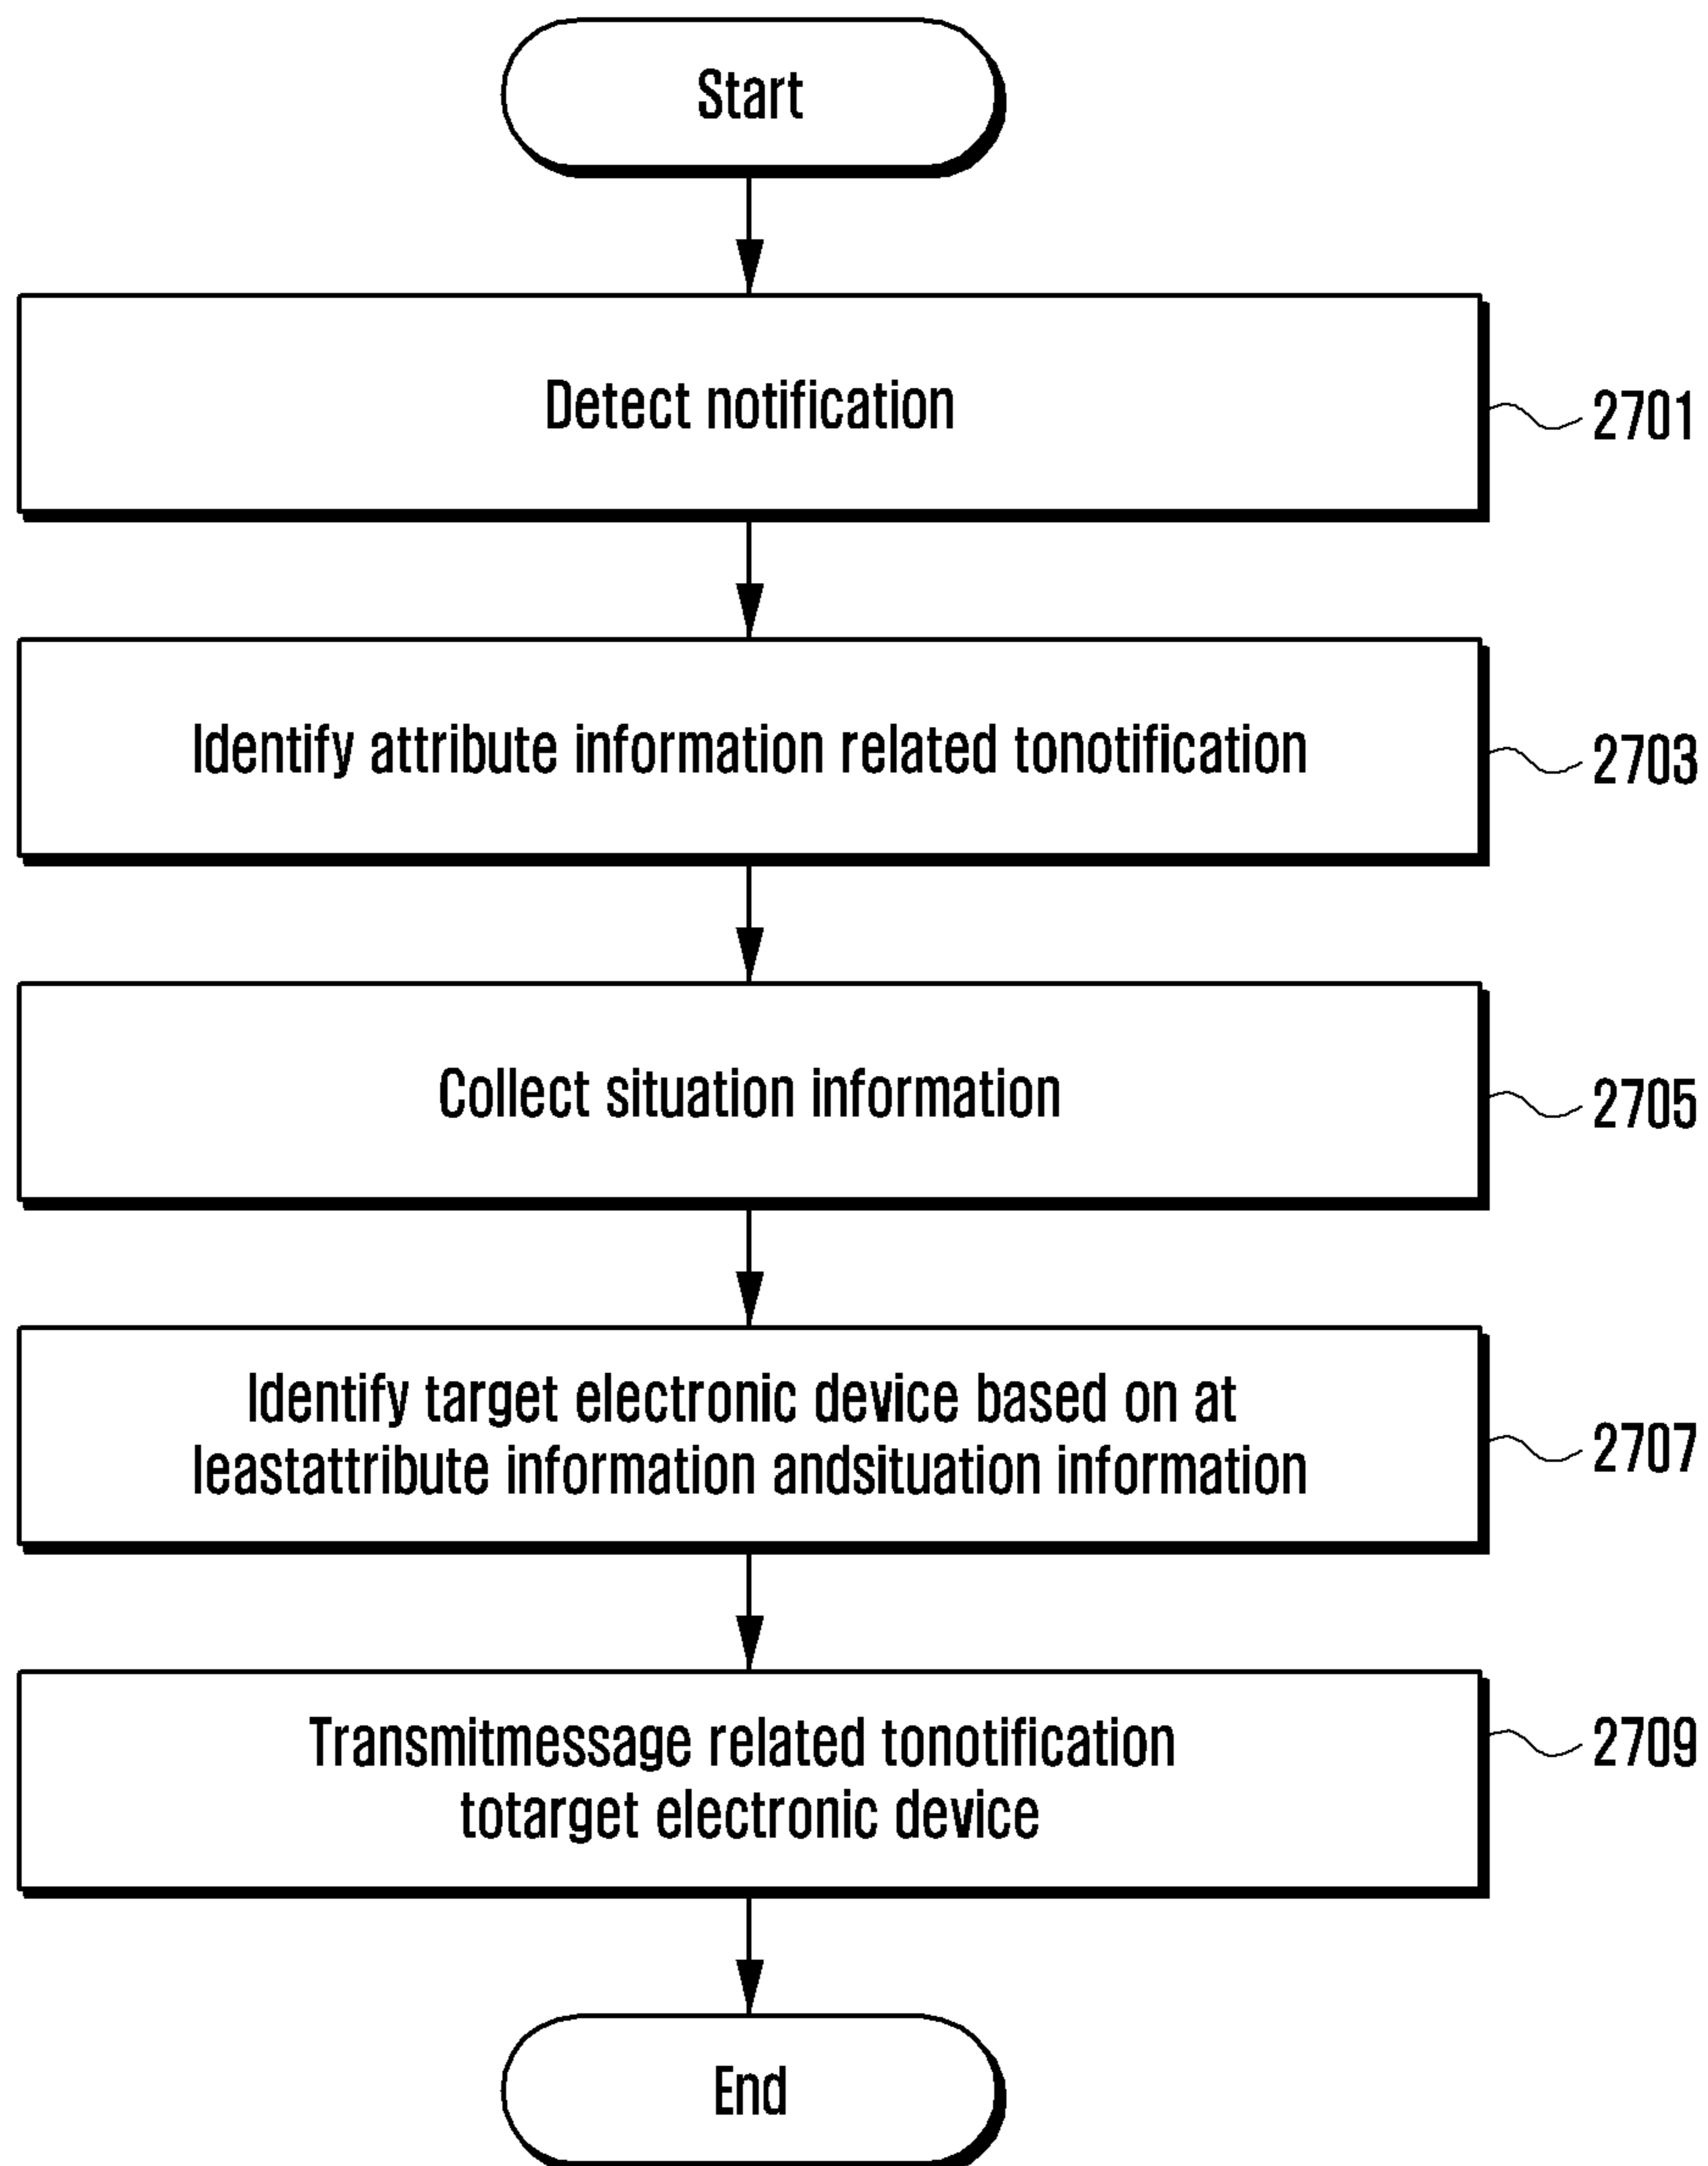 Start
Detect notification
2701
Identify attribute information related tonotification
2703
Collect situation information
2705
Identify target electronic device based on at
leastattribute information andsituation information
2707
Transmitmessage related tonotification
totarget electronic device
2709
End